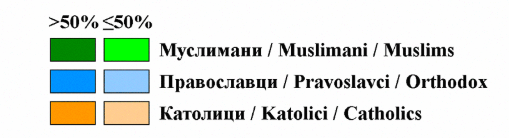 >50% ≤50%
Муслимани / Muslimani / Muslims
Православци / Pravoslavci / Orthodox
Католици / Katolici / Catholics